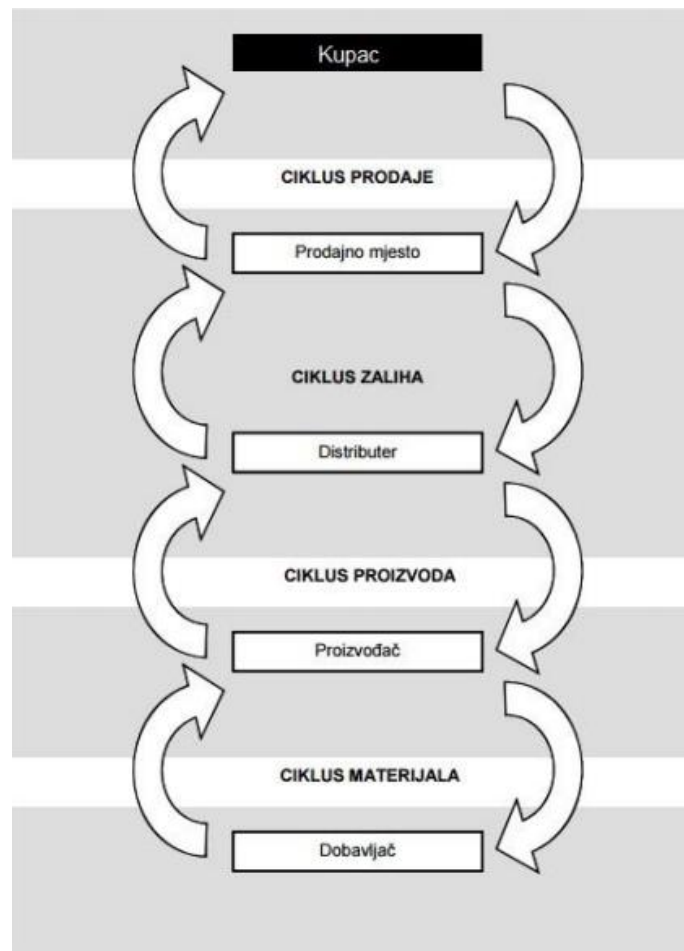 Kupac
CIKLUS PRODAJE
Prodajno mjesto
CIKLUS ZALIHA
Distributer
CIKLUS PROIZVODA
Proizvođač
CIKLUS MATERIJALA
Dobavljač